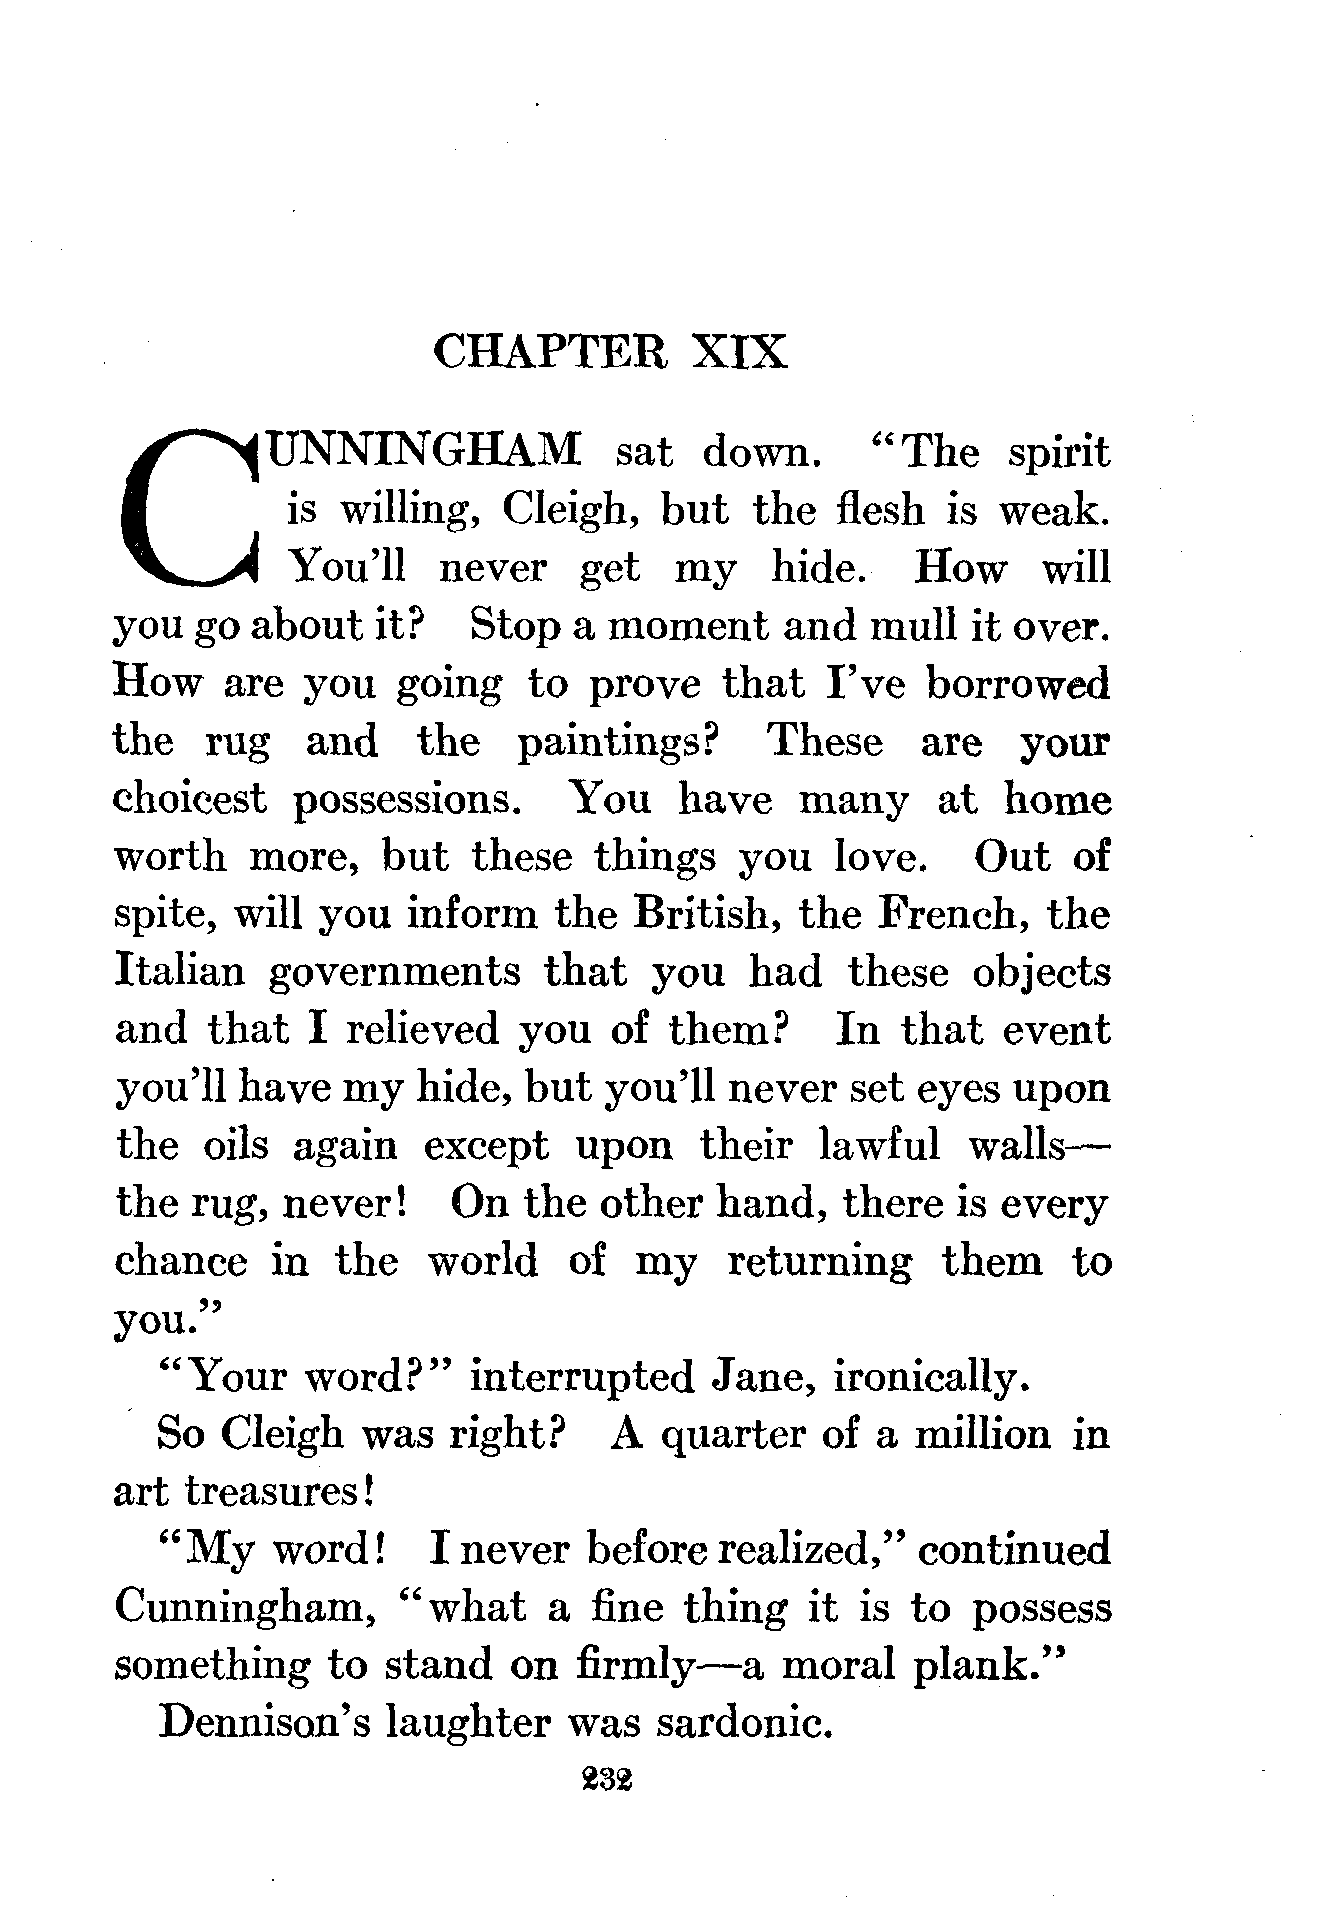 CHAPTER XIX
CUNNINGHAM sat down. “The spirit
is willing, Cleigh, but the flesh is weak.
You’ll never get my hide. How will
you go about it? Stop a moment and mull it over.
How are you going to prove that I’ve borrowed
the rug and the paintings? These are your
choicest possessions. You have many at home
worth more, but these things you love. Out of
spite, will you inform the British, the French, the
Italian governments that you had these objects
and that I relieved you of them? In that event
you’ll have my hide, but you’ll never set eyes upon
the oils again except upon their lawful walls—
the rug, never! On the other hand, there is every
chance in the world of my returning them to
you.”
“Your word?” interrupted Jane, ironically.
So Cleigh was right? A quarter of a million in
art treasures!
“My word! I never before realized,” continued
Cunningham, “what a fine thing it is to possess
something to stand on firmly—a moral plank.”
Dennison’s laughter was sardonic.
232